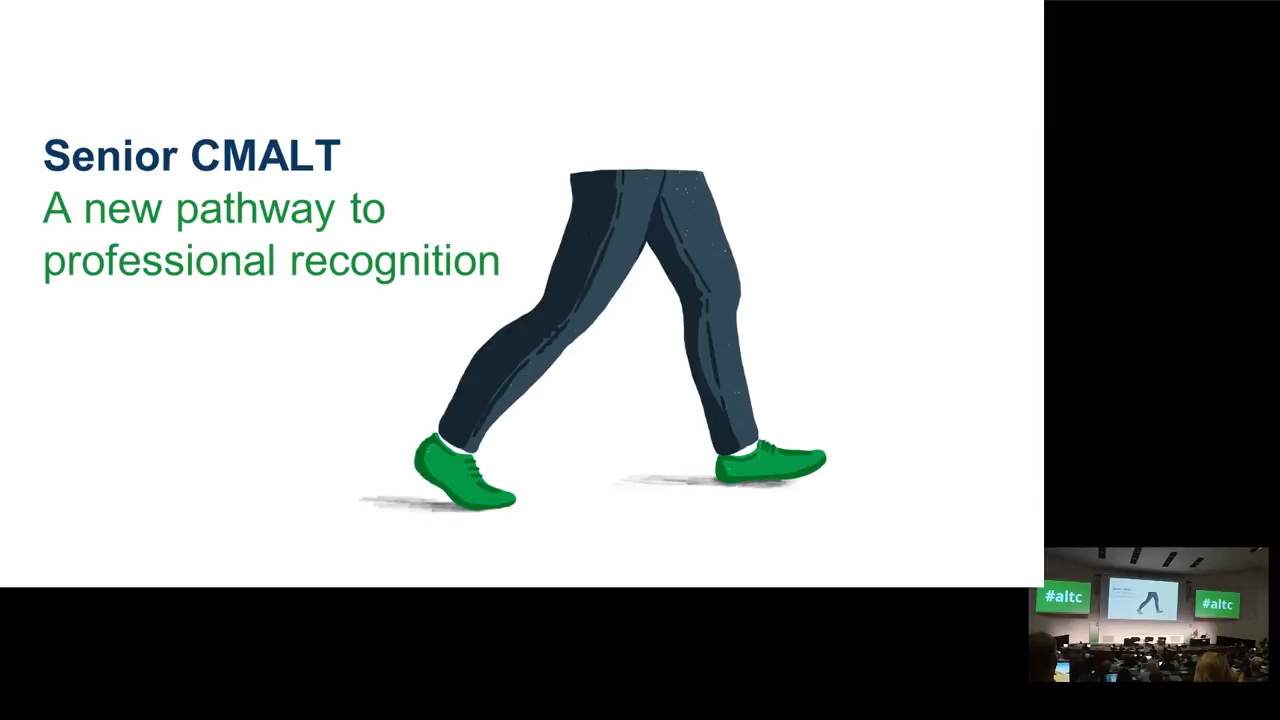 Senior CMALT
A new pathway to
professional recognition
#altc
#altc